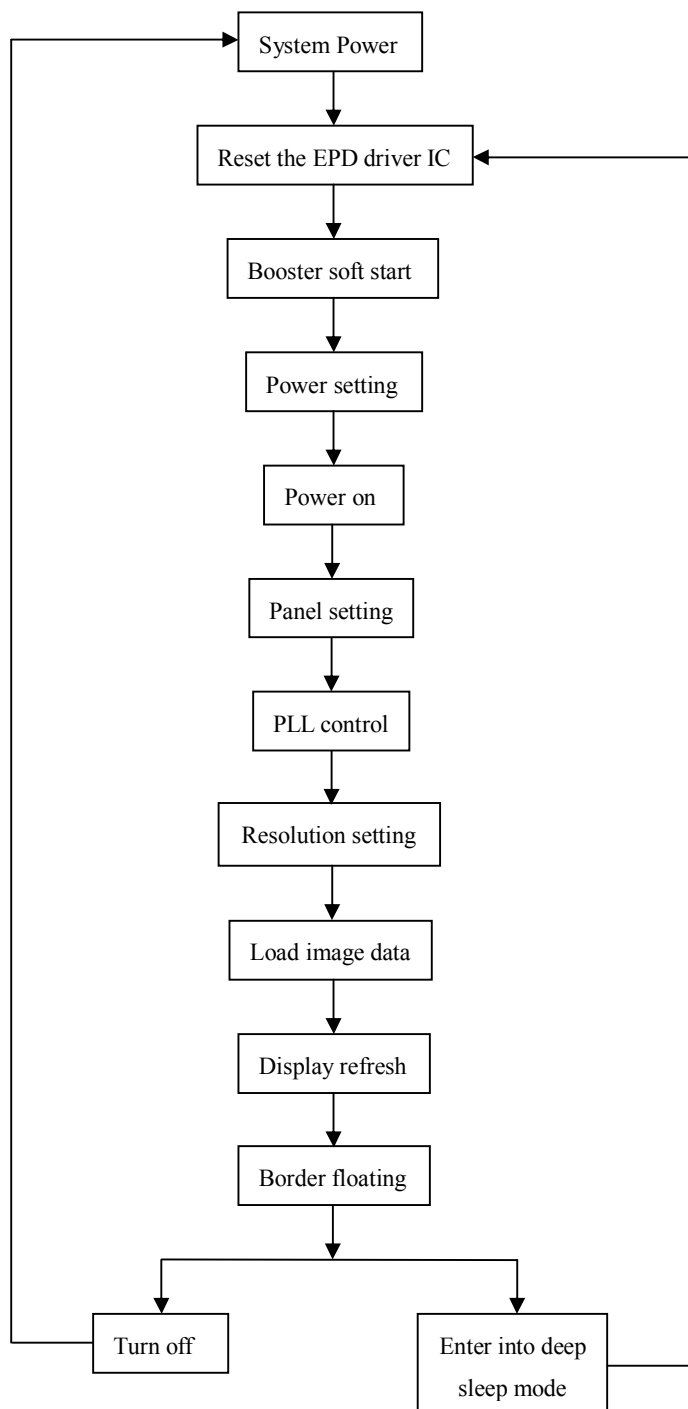 System Power
Reset the EPD driver IC
Booster soft start
Power setting
Power on
Panel setting
PLL control
Resolution setting
Load image data
Display refresh
Border floating
Turn off
Enter into deep
sleep mode